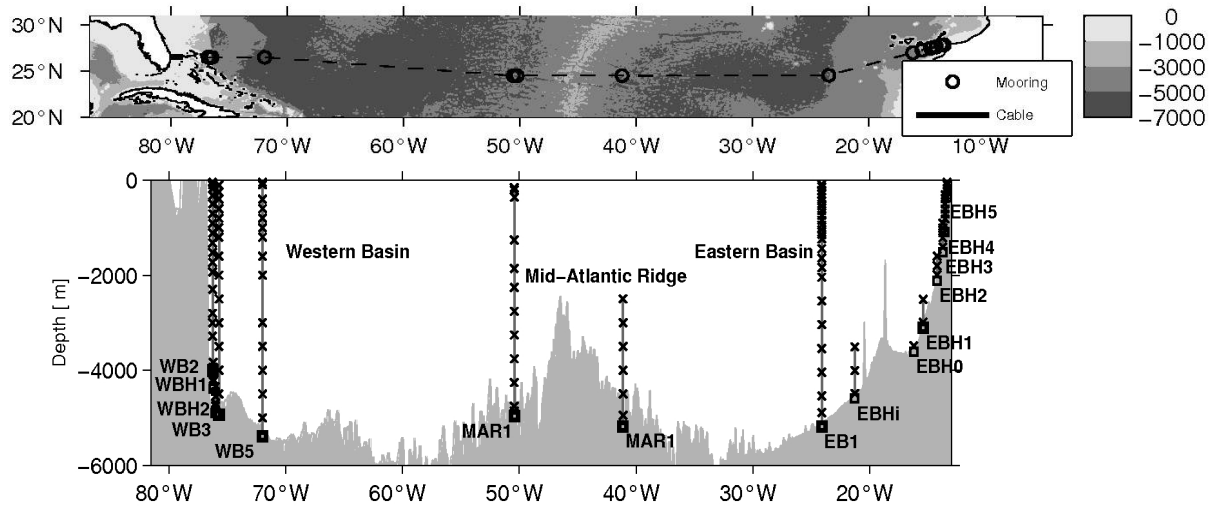 30°N
25°N
20°N
80°W 70°W 60°W 50°W 40°W 30°W 20°W 10°W
Mooring
Cable
0
−1000
−3000
−5000
−7000
Depth [ m]
0
−2000
−4000
−6000
Western Basin
Mid−Atlantic Ridge
Eastern Basin
WB2
WBH1
WBH2
WB3
WB5
MAR1
MAR1
EB1
EBHi
EBH0
EBH1
EBH2
EBH3
EBH4
EBH5
80°W 70°W 60°W 50°W 40°W 30°W 20°W